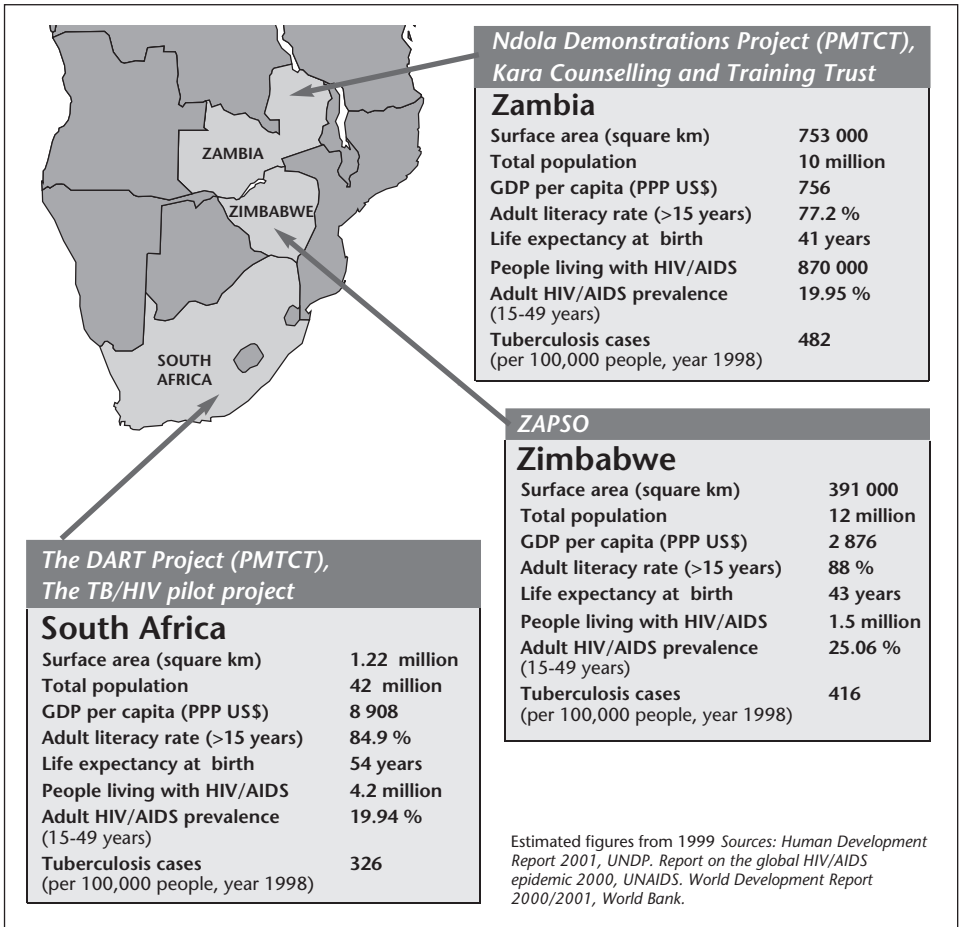 Ndola Demonstrations Project (PMTCT),
Kara Counselling and Training Trust
Zambia
Surface area (square km) 753 000
Total population 10 million
GDP per capita (PPP US$) 756
Adult literacy rate (>15 years) 77.2 %
Life expectancy at birth 41 years
People living with HIV/AIDS 870 000
Adult HIV/AIDS prevalence 19.95 %
(15-49 years)
Tuberculosis cases 482
(per 100,000 people, year 1998)
ZAMBIA
ZIMBABWE
SOUTH
AFRICA
ZAPSO
Zimbabwe
Surface area (square km) 391 000
Total population 12 million
GDP per capita (PPP US$) 2 876
Adult literacy rate (>15 years) 88 %
Life expectancy at birth 43 years
People living with HIV/AIDS 1.5 million
Adult HIV/AIDS prevalence 25.06 %
(15-49 years)
Tuberculosis cases 416
(per 100,000 people, year 1998)
The DART Project (PMTCT),
The TB/HIV pilot project
South Africa
Surface area (square km) 1.22 million
Total population 42 million
GDP per capita (PPP US$) 8 908
Adult literacy rate (>15 years) 84.9 %
Life expectancy at birth 54 years
People living with HIV/AIDS 4.2 million
Adult HIV/AIDS prevalence 19.94 %
(15-49 years)
Tuberculosis cases 326
(per 100,000 people, year 1998)
Estimated figures from 1999 Sources: Human Development
Report 2001, UNDP. Report on the global HIV/AIDS
epidemic 2000, UNAIDS. World Development Report
2000/2001, World Bank.